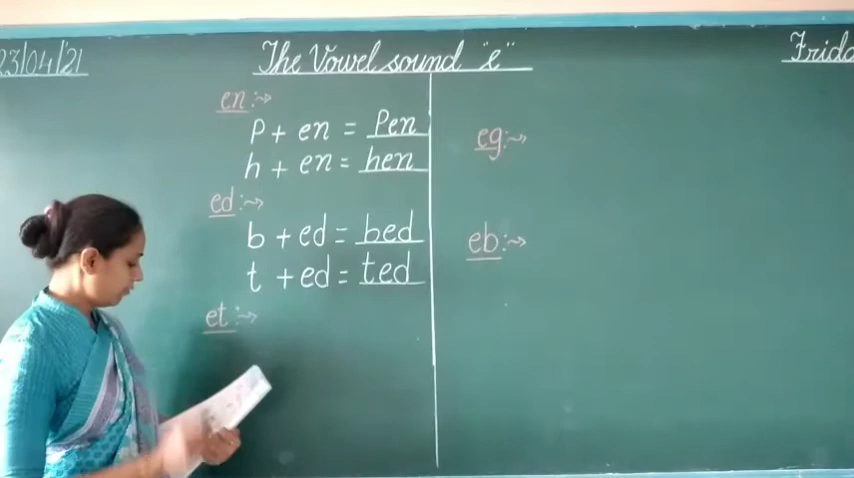 23/04/21
The Vowel sound "e"
Frida
en:→
P + en = Pen
h + en = hen
ed:→
b + ed = bed
t + ed = ted
et:→
eg:→
eb:→